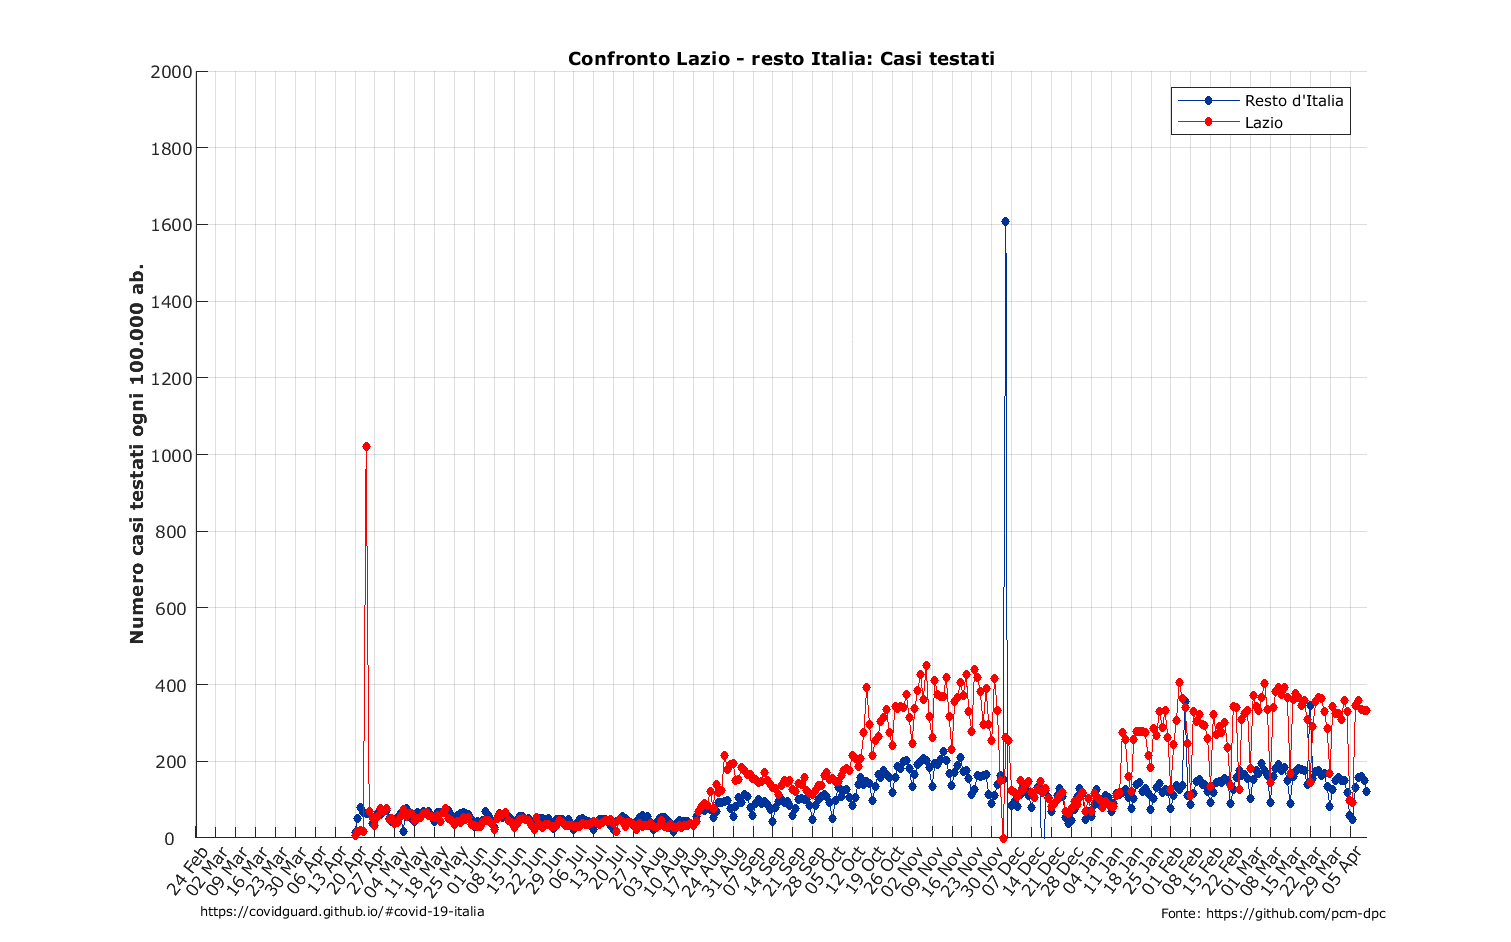 Confronto Lazio - resto Italia: Casi testati
Resto d'Italia
Lazio
Numero casi testati ogni 100.000 ab.
2000
1800
1600
1400
1200
1000
800
600
400
200
0
24 Feb
02 Mar
09 Mar
16 Mar
23 Mar
30 Mar
06 Apr
13 Apr
20 Apr
27 Apr
04 May
11 May
18 May
25 May
01 Jun
08 Jun
15 Jun
22 Jun
29 Jun
06 Jul
13 Jul
20 Jul
27 Jul
03 Aug
10 Aug
17 Aug
24 Aug
31 Aug
07 Sep
14 Sep
21 Sep
28 Sep
05 Oct
12 Oct
19 Oct
26 Oct
02 Nov
09 Nov
16 Nov
23 Nov
30 Nov
07 Dec
14 Dec
21 Dec
28 Dec
04 Jan
11 Jan
18 Jan
25 Jan
01 Feb
08 Feb
15 Feb
22 Feb
01 Mar
08 Mar
15 Mar
22 Mar
29 Mar
05 Apr
https://covidguard.github.io/#covid-19-italia
Fonte: https://github.com/pcm-dpc